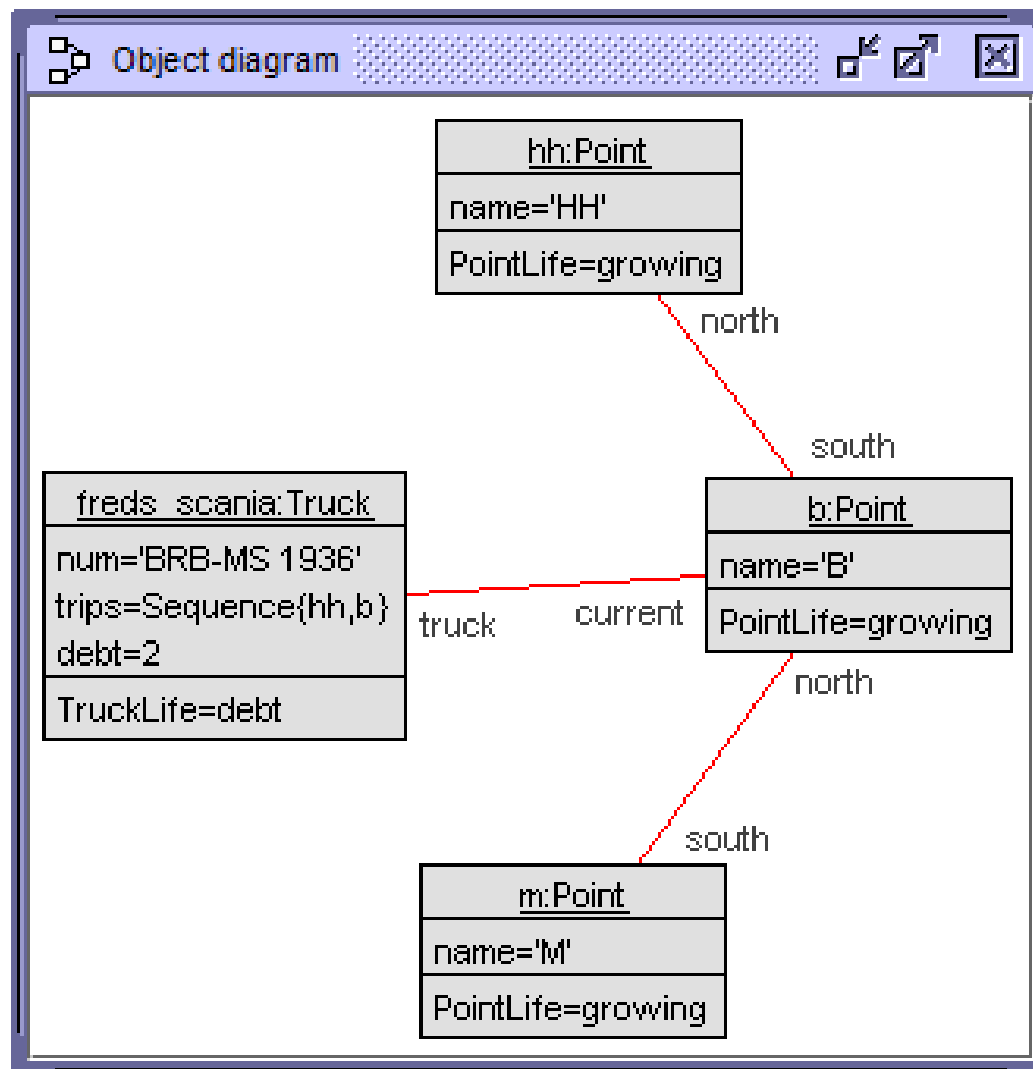 Object diagram
hh:Point
name='HH'
PointLife=growing
north
south
freds_scania:Truck
num='BRB-MS 1936'
trips=Sequence{hh,b}
debt=2
TruckLife=debt
truck
current
b:Point
name='B'
PointLife=growing
north
south
m:Point
name='M'
PointLife=growing